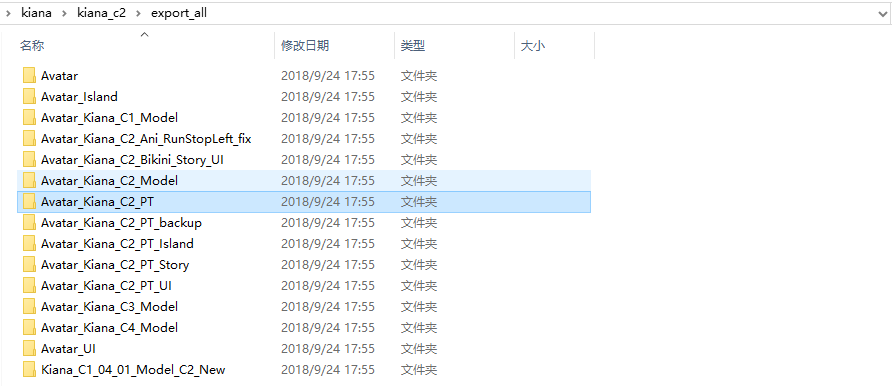 kiana > kiana_c2 > export_all
名称 修改日期 类型 大小
Avatar 2018/9/24 17:55 文件夹
Avatar_Island 2018/9/24 17:55 文件夹
Avatar_Kiana_C1_Model 2018/9/24 17:55 文件夹
Avatar_Kiana_C2_Ani_RunStopLeft_fix 2018/9/24 17:55 文件夹
Avatar_Kiana_C2_Bikini_Story_UI 2018/9/24 17:55 文件夹
Avatar_Kiana_C2_Model 2018/9/24 17:55 文件夹
Avatar_Kiana_C2_PT 2018/9/24 17:55 文件夹
Avatar_Kiana_C2_PT_backup 2018/9/24 17:55 文件夹
Avatar_Kiana_C2_PT_Island 2018/9/24 17:55 文件夹
Avatar_Kiana_C2_PT_Story 2018/9/24 17:55 文件夹
Avatar_Kiana_C2_PT_UI 2018/9/24 17:55 文件夹
Avatar_Kiana_C3_Model 2018/9/24 17:55 文件夹
Avatar_Kiana_C4_Model 2018/9/24 17:55 文件夹
Avatar_UI 2018/9/24 17:55 文件夹
Kiana_C1_04_01_Model_C2_New 2018/9/24 17:55 文件夹